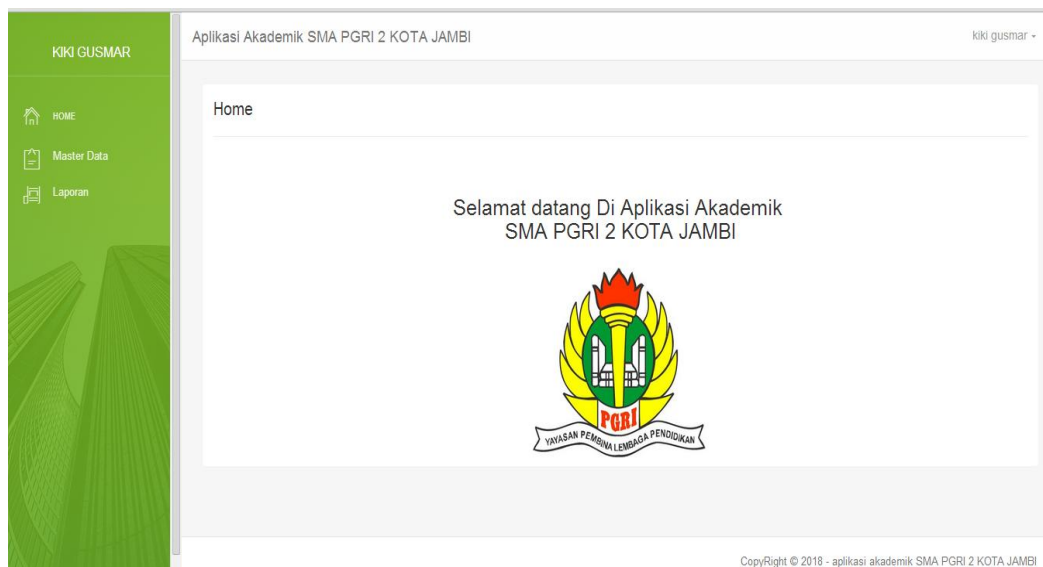 KIKI GUSMAR
HOME
Master Data
Laporan
Aplikasi Akademik SMA PGRI 2 KOTA JAMBI
kiki gusmar
Home
Selamat datang Di Aplikasi Akademik
SMA PGRI 2 KOTA JAMBI
PGRI
YAYASAN PEMBINA LEMBAGA PENDIDIKAN
CopyRight © 2018 - aplikasi akademik SMA PGRI 2 KOTA JAMBI